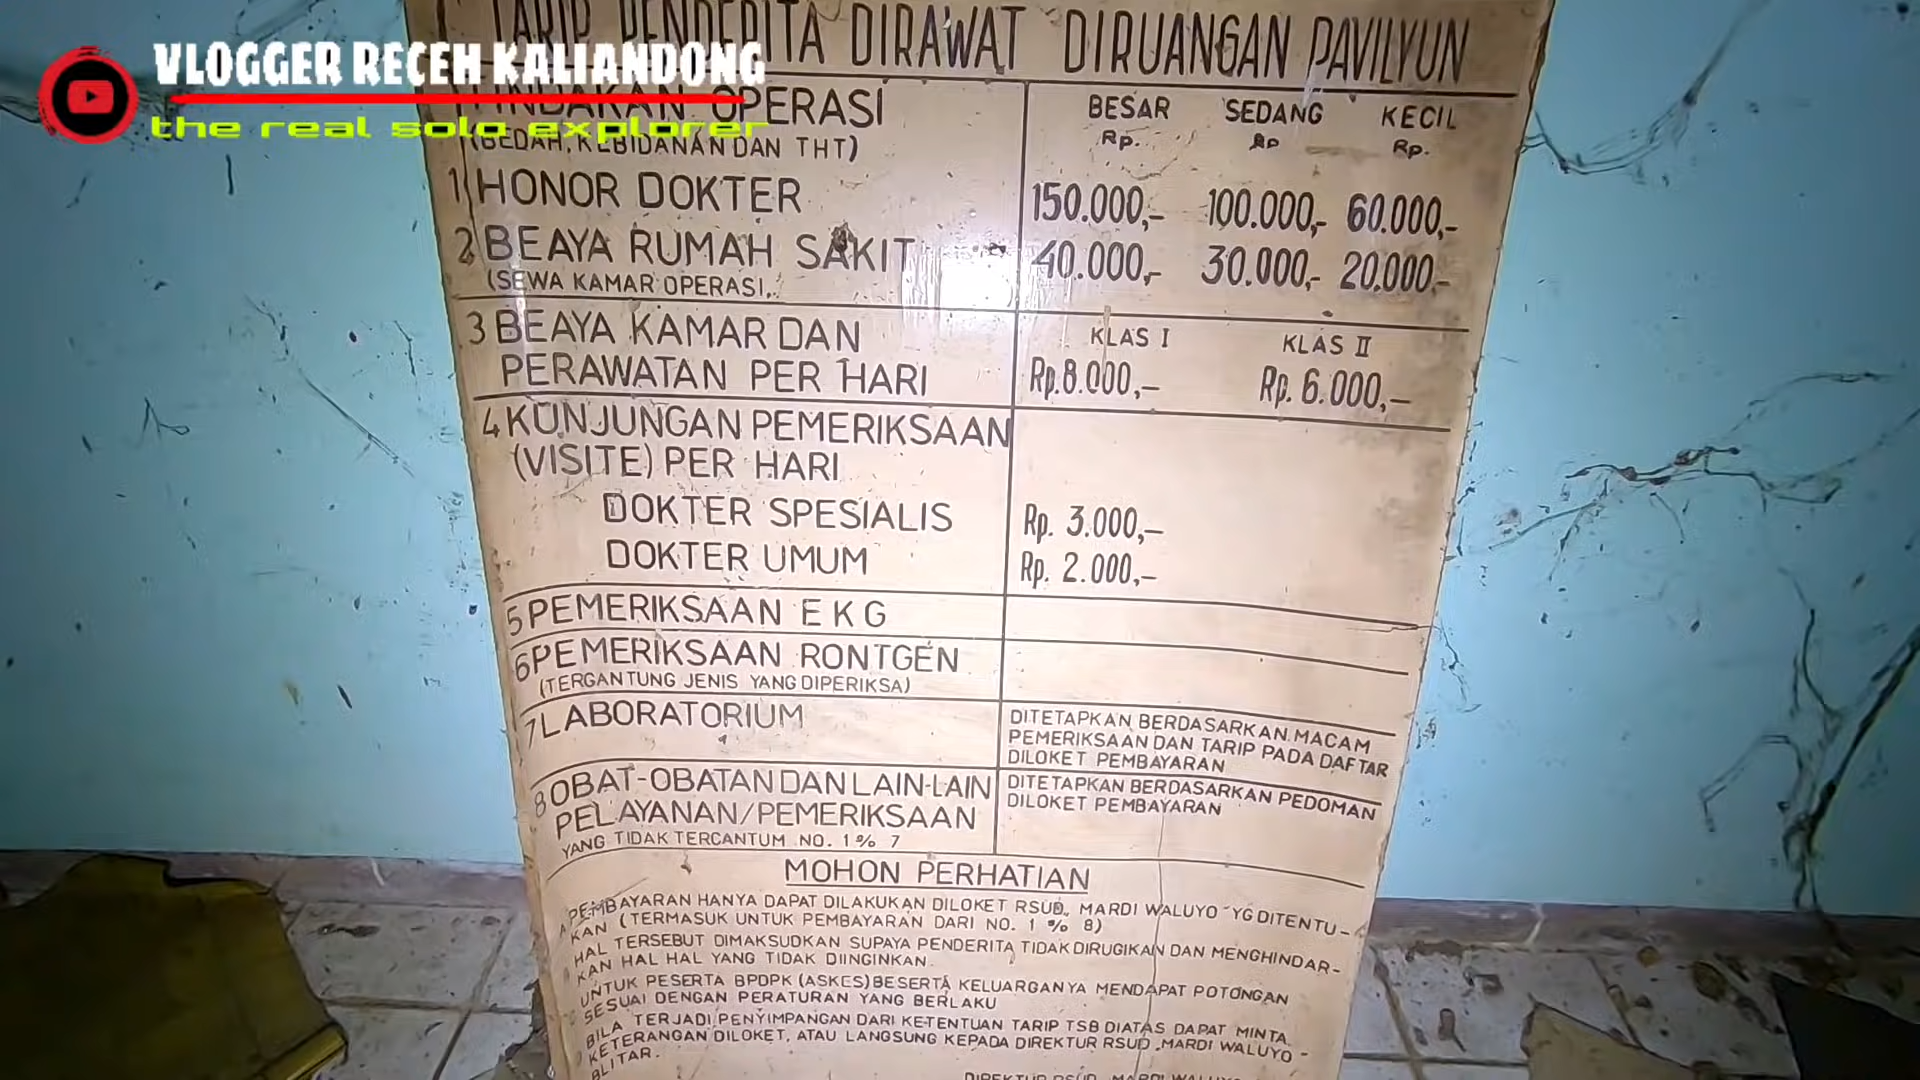 VLOGGER RECEH KALIANDONG
the real solo explorer
TARIP PENDERITA DIRAWAT DIRUANGAN PAVILYUN
TINDAKAN OPERASI
(BEDAH, KEBIDANAN DAN THT)
BESAR SEDANG KECIL
Rp. Rp Rp.
1 HONOR DOKTER 150.000,- 100.000,- 60.000,-
2 BEAYA RUMAH SAKIT 40.000,- 30.000,- 20.000,-
(SEWA KAMAR OPERASI,
3 BEAYA KAMAR DAN KLAS I KLAS II
PERAWATAN PER HARI Rp.8.000,- Rp. 6.000,-
4 KUNJUNGAN PEMERIKSAAN
(VISITE) PER HARI
DOKTER SPESIALIS Rp. 3.000,-
DOKTER UMUM Rp. 2.000,-
5 PEMERIKSAAN EKG
6 PEMERIKSAAN RONTGEN
(TERGANTUNG JENIS YANG DIPERIKSA)
7 LABORATORIUM
DITETAPKAN BERDASARKAN MACAM
PEMERIKSAAN DAN TARIP PADA DAFTAR
DILOKET PEMBAYARAN
8 OBAT-OBATAN DAN LAIN-LAIN
PELAYANAN/PEMERIKSAAN
YANG TIDAK TERCANTUM NO. 1 % 7
DITETAPKAN BERDASARKAN PEDOMAN
DILOKET PEMBAYARAN
MOHON PERHATIAN
PEMBAYARAN HANYA DAPAT DILAKUKAN DILOKET RSUD. MARDI WALUYO YG DITENTU-
KAN (TERMASUK UNTUK PEMBAYARAN DARI NO. 1 % 8)
HAL TERSEBUT DIMAKSUDKAN SUPAYA PENDERITA TIDAK DIRUGIKAN DAN MENGHINDAR-
KAN HAL HAL YANG TIDAK DIINGINKAN.
UNTUK PESERTA BPDPK (ASKES) BESERTA KELUARGANYA MENDAPAT POTONGAN
SESUAI DENGAN PERATURAN YANG BERLAKU
BILA TERJADI PENYIMPANGAN DARI KETENTUAN TARIP TSB DIATAS DAPAT MINTA
KETERANGAN DILOKET, ATAU LANGSUNG KEPADA DIREKTUR RSUD. MARDI WALUYO -
BLITAR.
DIREKTUR RSUD. MARDI WALUYO